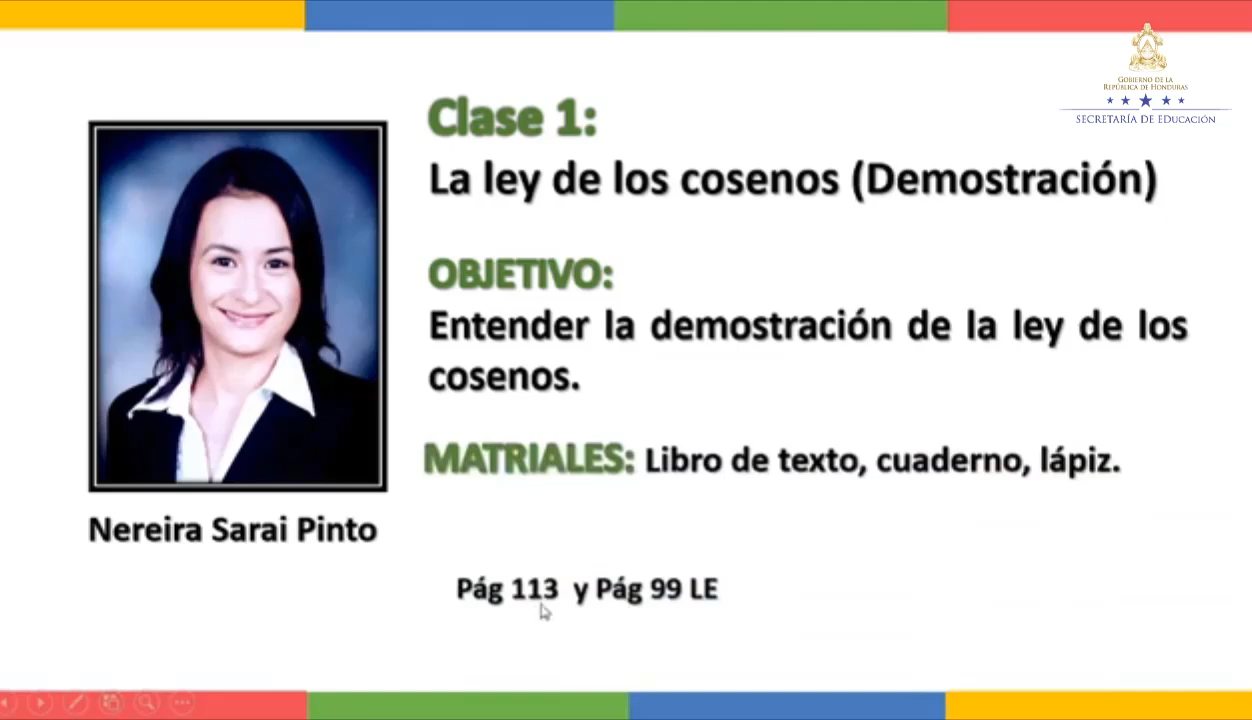 GOBIERNO DE LA
REPÚBLICA DE HONDURAS
SECRETARÍA DE EDUCACIÓN
Clase 1:
La ley de los cosenos (Demostración)
OBJETIVO:
Entender la demostración de la ley de los
cosenos.
MATRIALES: Libro de texto, cuaderno, lápiz.
Nereira Sarai Pinto
Pág 113 y Pág 99 LE